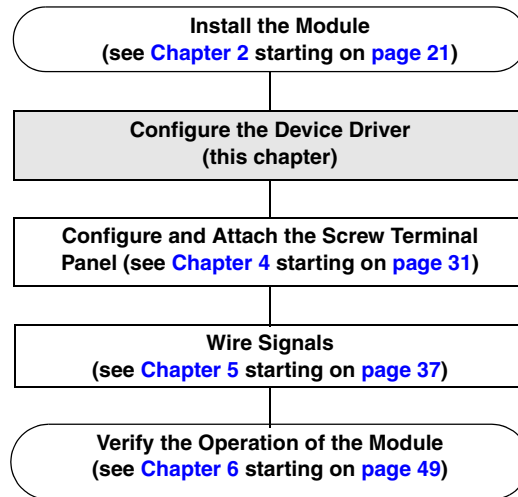 Install the Module
(see Chapter 2 starting on page 21)
Configure the Device Driver
(this chapter)
Configure and Attach the Screw Terminal
Panel (see Chapter 4 starting on page 31)
Wire Signals
(see Chapter 5 starting on page 37)
Verify the Operation of the Module
(see Chapter 6 starting on page 49)